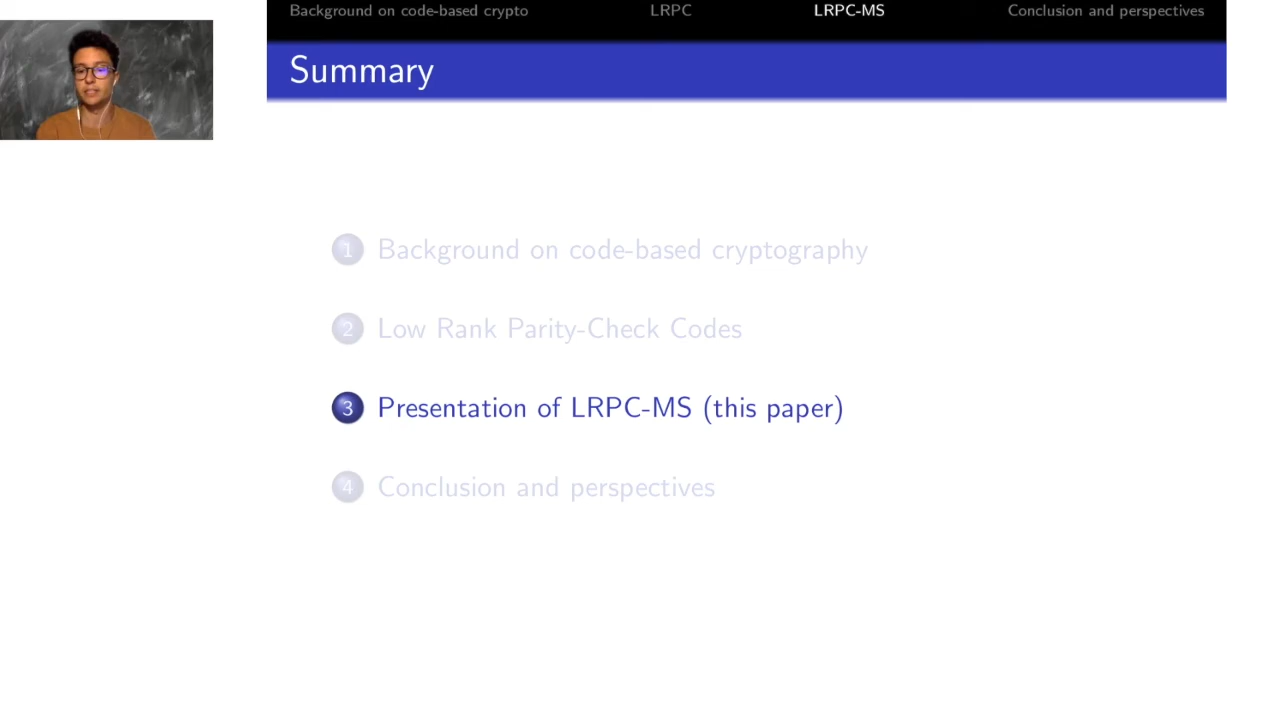 Background on code-based crypto LRPC LRPC-MS Conclusion and perspectives
Summary
1 Background on code-based cryptography
2 Low Rank Parity-Check Codes
3 Presentation of LRPC-MS (this paper)
4 Conclusion and perspectives